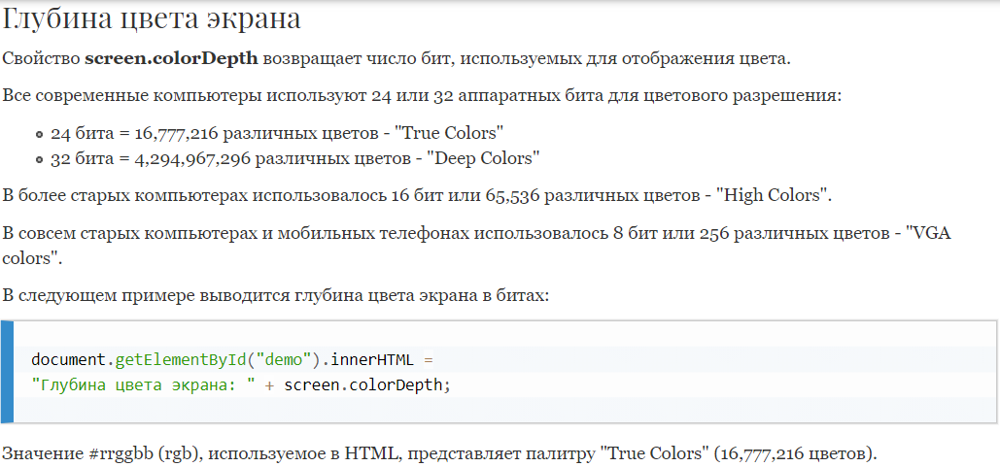 Глубина цвета экрана
Свойство screen.colorDepth возвращает число бит, используемых для отображения цвета.
Все современные компьютеры используют 24 или 32 аппаратных бита для цветового разрешения:
24 бита = 16,777,216 различных цветов - "True Colors"
32 бита = 4,294,967,296 различных цветов - "Deep Colors"
В более старых компьютерах использовалось 16 бит или 65,536 различных цветов - "High Colors".
В совсем старых компьютерах и мобильных телефонах использовалось 8 бит или 256 различных цветов - "VGA
colors".
В следующем примере выводится глубина цвета экрана в битах:
document.getElementById("demo").innerHTML =
"Глубина цвета экрана: " + screen.colorDepth;
Значение #rrggbb (rgb), используемое в HTML, представляет палитру "True Colors" (16,777,216 цветов).